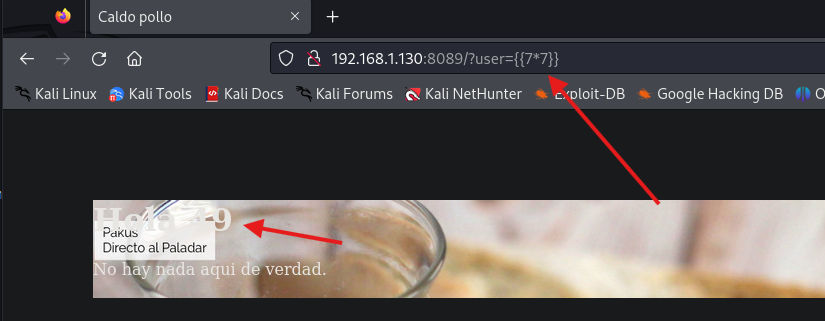 Caldo pollo
192.168.1.130:8089/?user={{7*7}}
Kali Linux Kali Tools Kali Docs Kali Forums Kali NetHunter Exploit-DB Google Hacking DB O
Hola 49
Pakus
Directo al Paladar
No hay nada aqui de verdad.